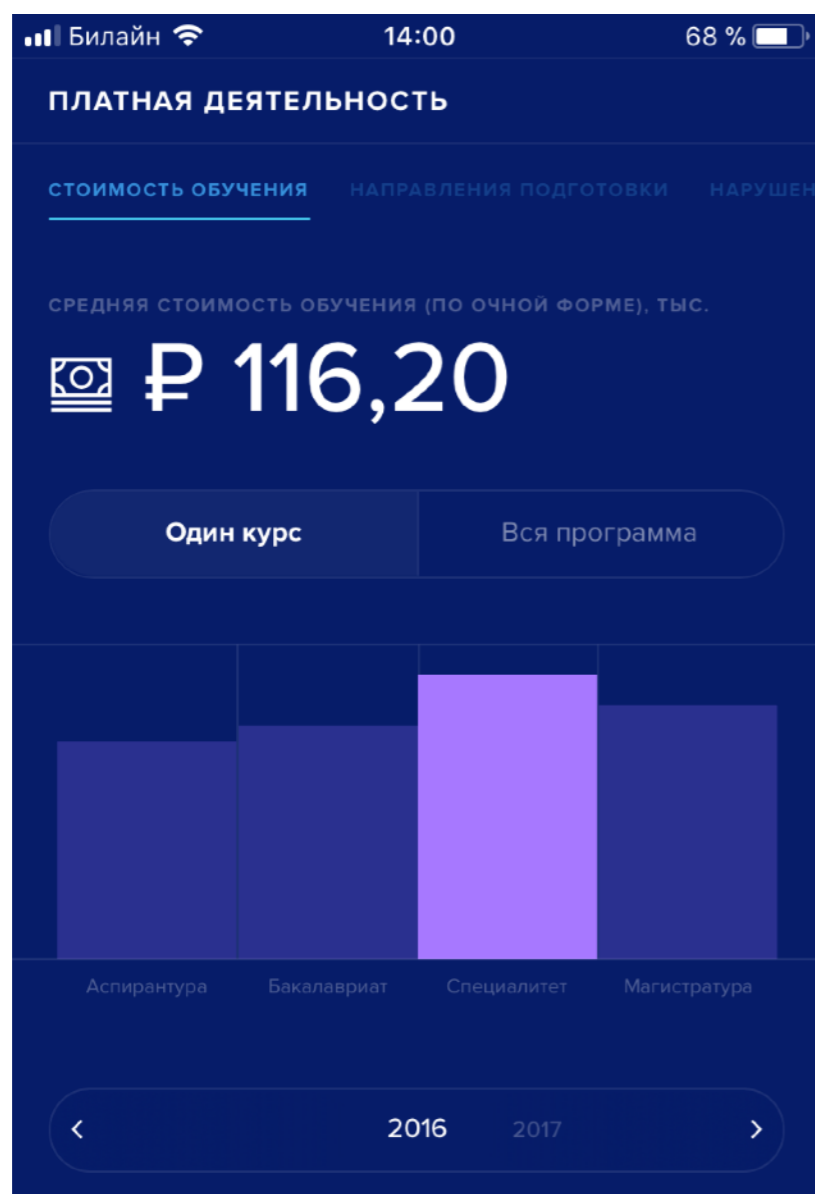 Билайн 14:00 68 %
ПЛАТНАЯ ДЕЯТЕЛЬНОСТЬ
СТОИМОСТЬ ОБУЧЕНИЯ НАПРАВЛЕНИЯ ПОДГОТОВКИ НАРУШЕН
СРЕДНЯЯ СТОИМОСТЬ ОБУЧЕНИЯ (ПО ОЧНОЙ ФОРМЕ), ТЫС.
₽ 116,20
Один курс Вся программа
Аспирантура Бакалавриат Специалитет Магистратура
2016 2017